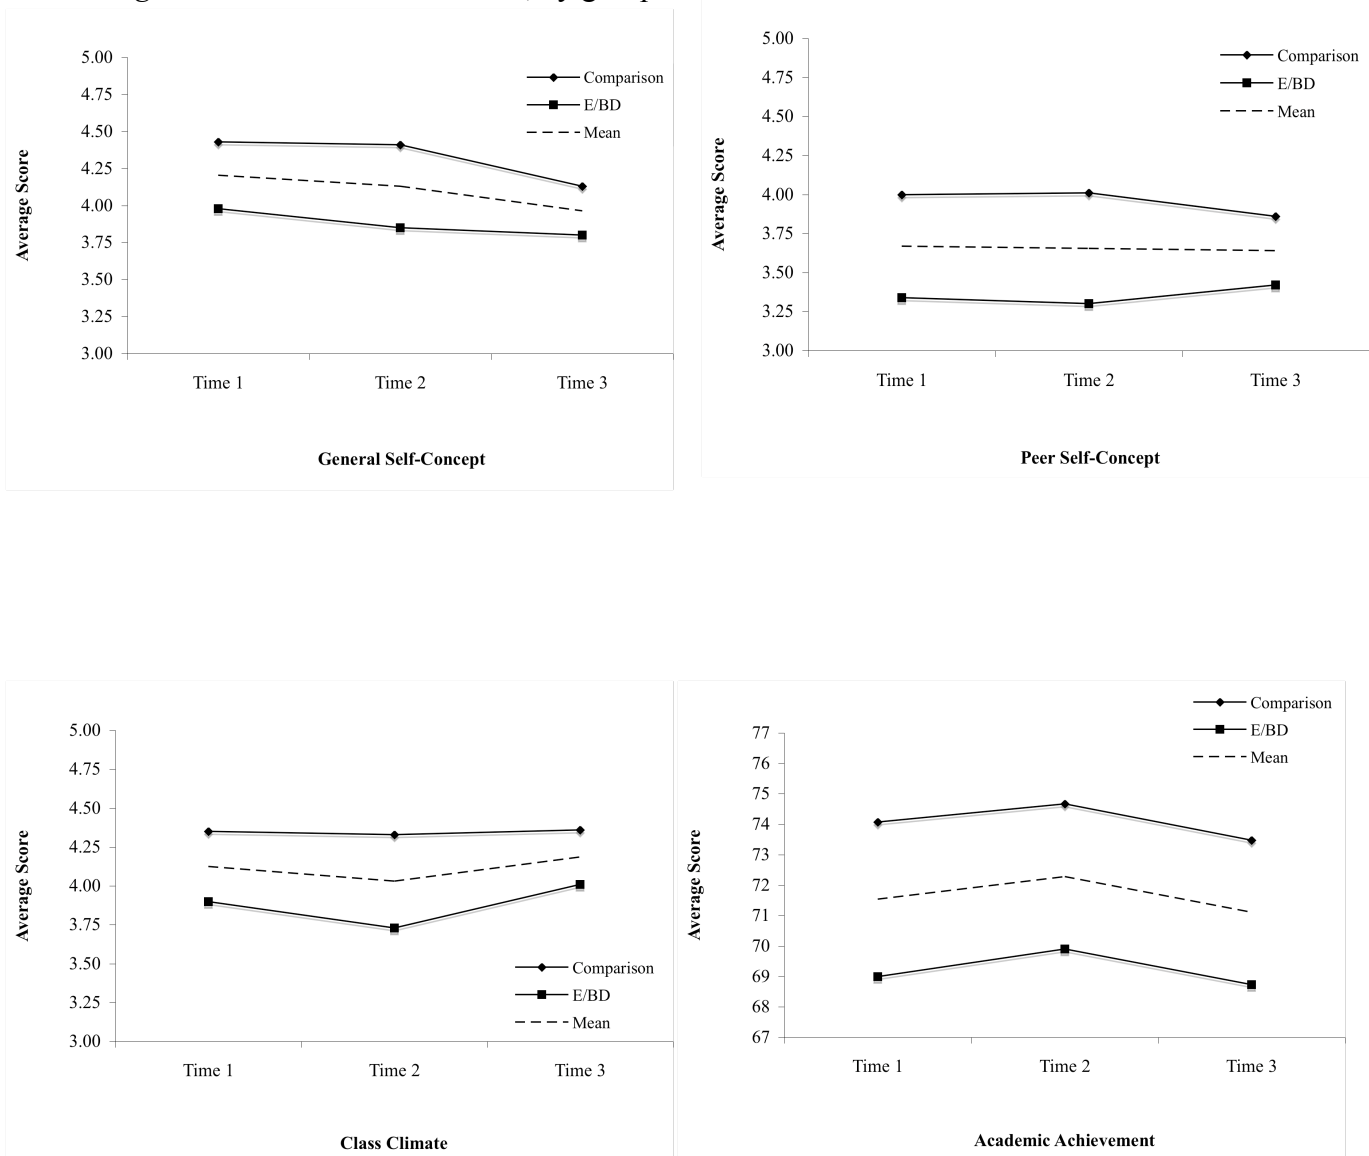 5.00
4.75
4.50
4.25
4.00
3.75
3.50
3.25
3.00
Average Score
Comparison
E/BD
Mean
Time 1
Time 2
Time 3
General Self-Concept
5.00
4.75
4.50
4.25
4.00
3.75
3.50
3.25
3.00
Average Score
Comparison
E/BD
Mean
Time 1
Time 2
Time 3
Peer Self-Concept
5.00
4.75
4.50
4.25
4.00
3.75
3.50
3.25
3.00
Average Score
Comparison
E/BD
Mean
Time 1
Time 2
Time 3
Class Climate
77
76
75
74
73
72
71
70
69
68
67
Average Score
Comparison
E/BD
Mean
Time 1
Time 2
Time 3
Academic Achievement